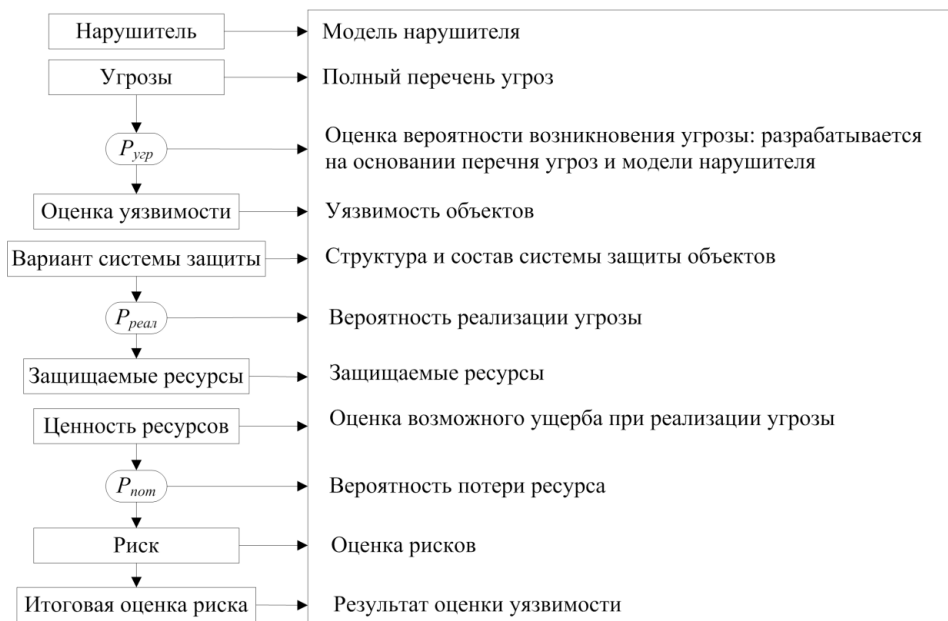 Нарушитель
Модель нарушителя
Угрозы
Полный перечень угроз
Pугр
Оценка вероятности возникновения угрозы: разрабатывается
на основании перечня угроз и модели нарушителя
Оценка уязвимости
Уязвимость объектов
Вариант системы защиты
Структура и состав системы защиты объектов
Pреал
Вероятность реализации угрозы
Защищаемые ресурсы
Защищаемые ресурсы
Ценность ресурсов
Оценка возможного ущерба при реализации угрозы
Pпот
Вероятность потери ресурса
Риск
Оценка рисков
Итоговая оценка риска
Результат оценки уязвимости